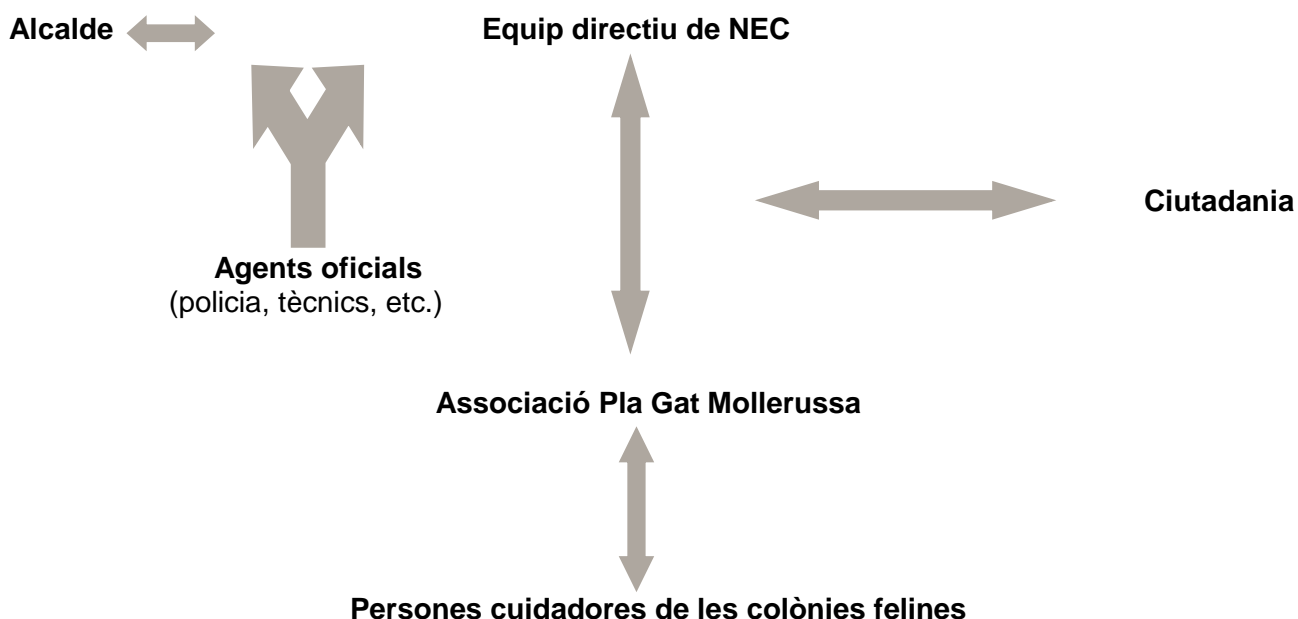 Alcalde
Equip directiu de NEC
Ciutadania
Agents oficials
(policia, tècnics, etc.)
Associació Pla Gat Mollerussa
Persones cuidadores de les colònies felines